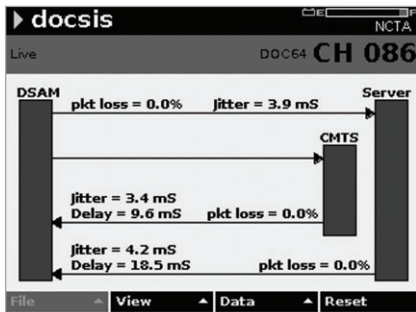 docsis
E F
NCTA
Live DOC64 CH 086
DSAM Server
pkt loss = 0.0% Jitter = 3.9 mS
CMTS
Jitter = 3.4 mS
Delay = 9.6 mS pkt loss = 0.0%
Jitter = 4.2 mS
Delay = 18.5 mS pkt loss = 0.0%
File View Data Reset